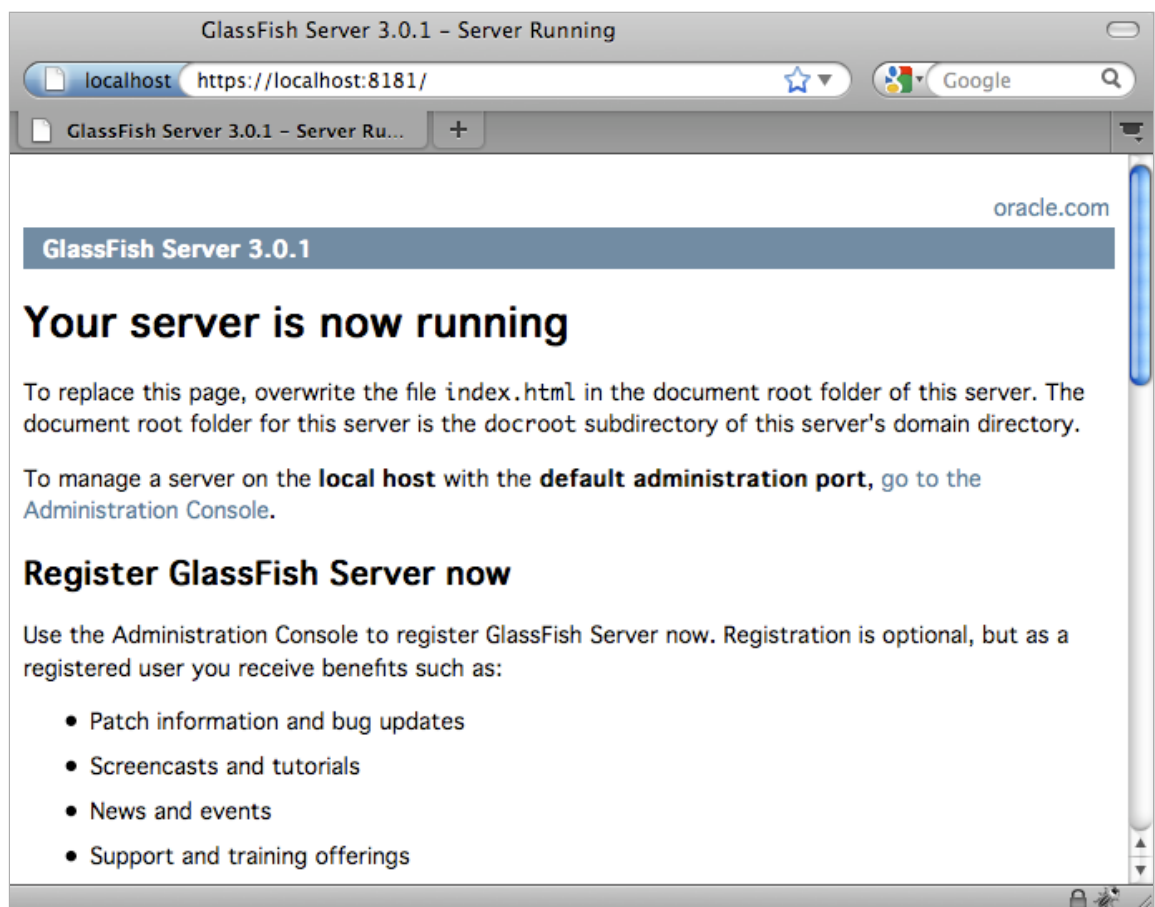 GlassFish Server 3.0.1 – Server Running
localhost https://localhost:8181/ Google
GlassFish Server 3.0.1 – Server Ru... +
oracle.com
GlassFish Server 3.0.1
Your server is now running
To replace this page, overwrite the file index.html in the document root folder of this server. The
document root folder for this server is the docroot subdirectory of this server's domain directory.
To manage a server on the local host with the default administration port, go to the
Administration Console.
Register GlassFish Server now
Use the Administration Console to register GlassFish Server now. Registration is optional, but as a
registered user you receive benefits such as:
• Patch information and bug updates
• Screencasts and tutorials
• News and events
• Support and training offerings